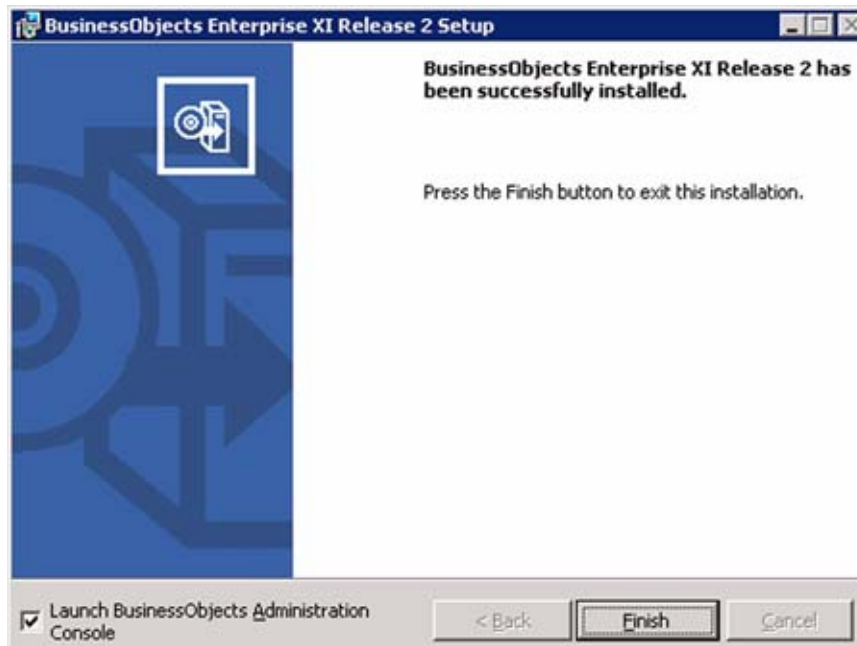 BusinessObjects Enterprise XI Release 2 Setup
BusinessObjects Enterprise XI Release 2 has
been successfully installed.
Press the Finish button to exit this installation.
Launch BusinessObjects Administration
Console
< Back
Finish
Cancel